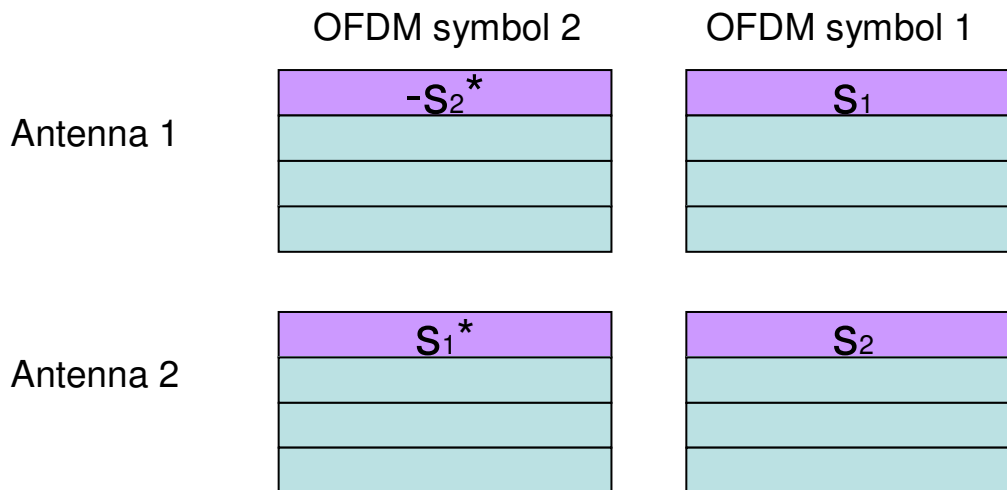 OFDM symbol 2 OFDM symbol 1
-S₂* S₁
Antenna 1
S₁* S₂
Antenna 2